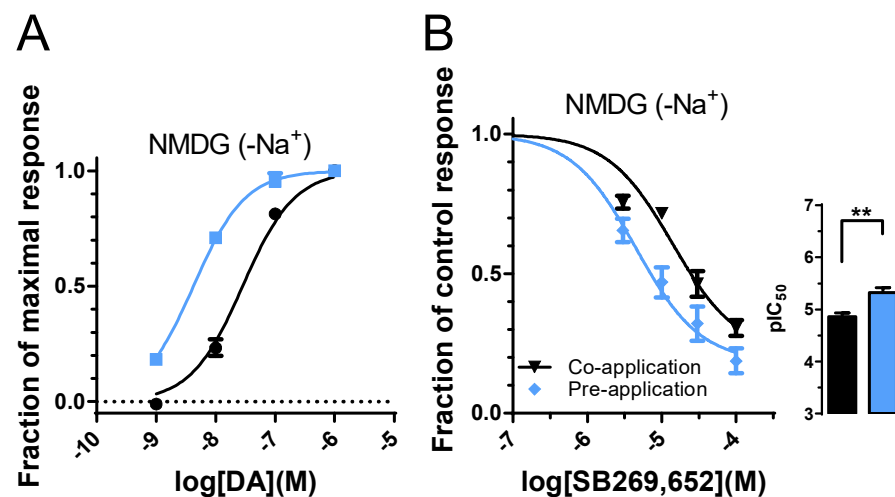 A
NMDG (-Na⁺)
Fraction of maximal response
1.0
0.5
0.0
-10
-9
-8
-7
-6
-5
log[DA](M)
B
NMDG (-Na⁺)
Fraction of control response
1.0
0.5
0.0
Co-application
Pre-application
-7
-6
-5
-4
log[SB269,652](M)
pIC₅₀
7
6
5
4
3
**